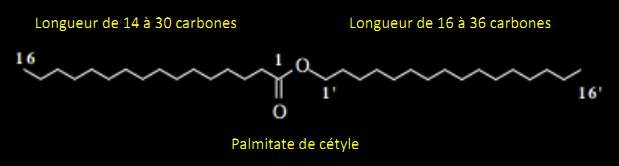 Longueur de 14 à 30 carbones
Longueur de 16 à 36 carbones
16
1
O
1'
O
16'
Palmitate de cétyle